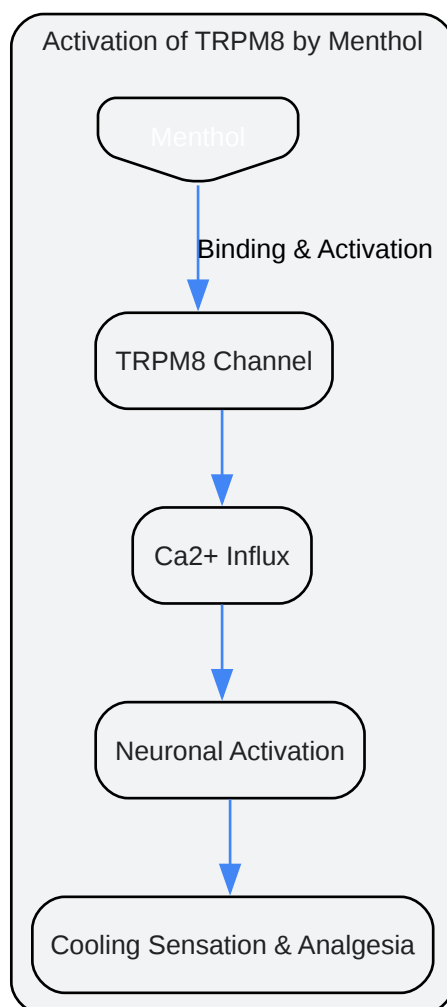 Activation of TRPM8 by Menthol
Menthol
Binding & Activation
TRPM8 Channel
Ca2+ Influx
Neuronal Activation
Cooling Sensation & Analgesia